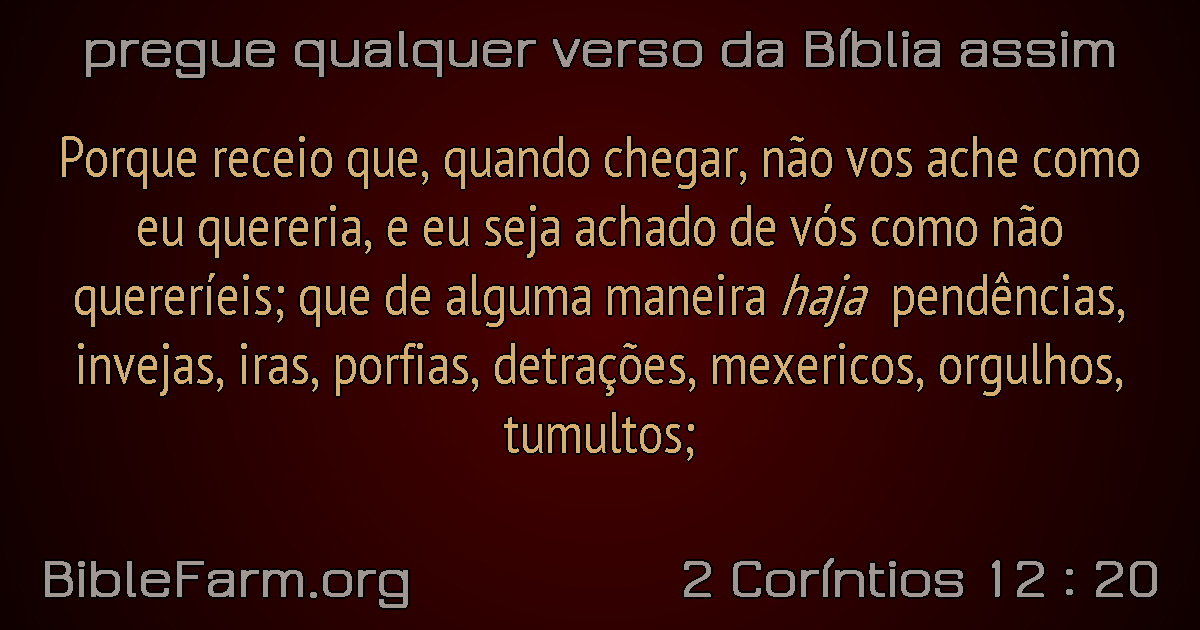 pregue qualquer verso da Bíblia assim
Porque receio que, quando chegar, não vos ache como
eu quereria, e eu seja achado de vós como não
quereríeis; que de alguma maneira haja pendências,
invejas, iras, porfias, detrações, mexericos, orgulhos,
tumultos;
BibleFarm.org
2 Coríntios 12 : 20